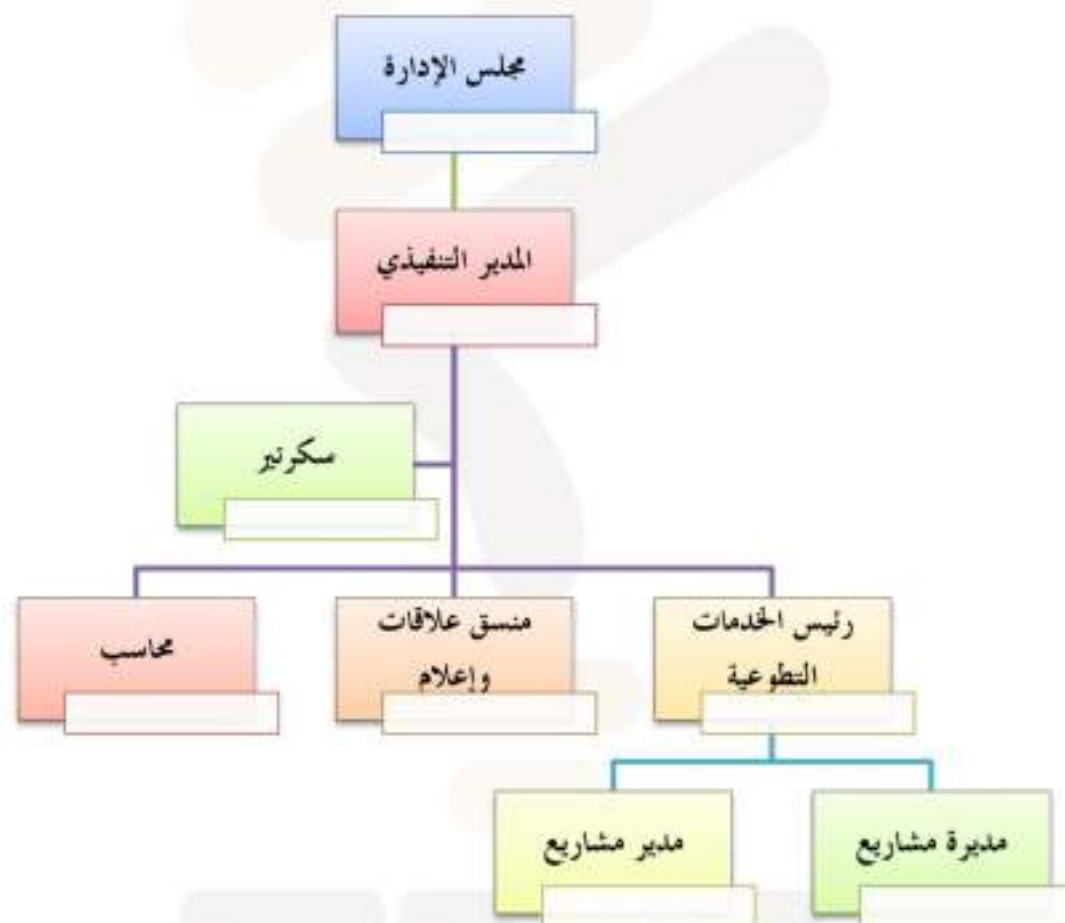 مجلس الإدارة
المدير التنفيذي
سكرتير
رئيس الخدمات
التطوعية
منسق علاقات
وإعلام
محاسب
مديرة مشاريع
مدير مشاريع